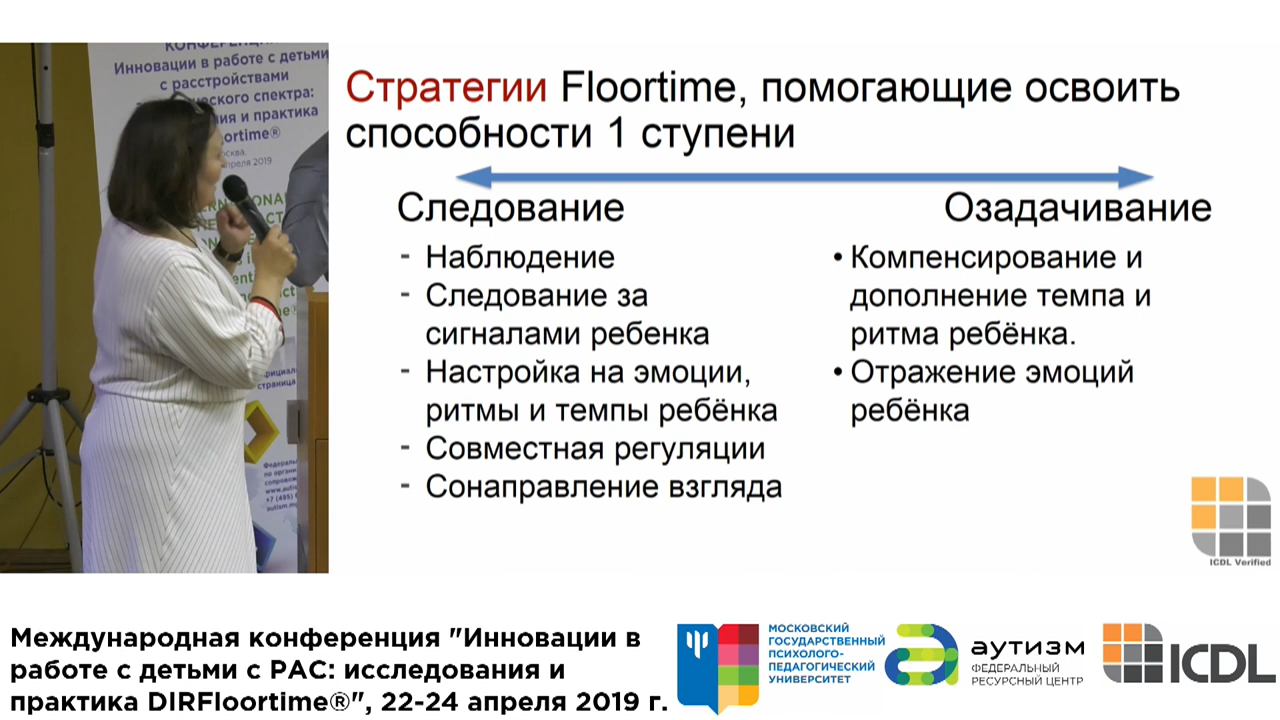 Инновации в работе с детьми
с расстройствами
спектра:
и практика
2019
Стратегии Floortime, помогающие освоить
способности 1 ступени
Следование
- Наблюдение
- Следование за
сигналами ребенка
- Настройка на эмоции,
ритмы и темпы ребёнка
- Совместная регуляции
- Сонаправление взгляда
Озадачивание
• Компенсирование и
дополнение темпа и
ритма ребёнка.
• Отражение эмоций
ребёнка
ICDL Verified
Международная конференция "Инновации в
работе с детьми с РАС: исследования и
практика DIRFloortime®", 22-24 апреля 2019 г.
МОСКОВСКИЙ
ГОСУДАРСТВЕННЫЙ
ПСИХОЛОГО-
ПЕДАГОГИЧЕСКИЙ
УНИВЕРСИТЕТ
аутизм
ФЕДЕРАЛЬНЫЙ
РЕСУРСНЫЙ ЦЕНТР
ICDL